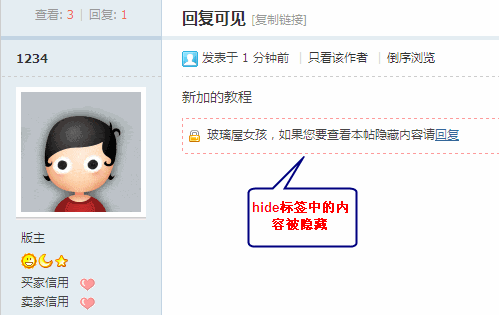 查看: 3 | 回复: 1
回复可见 [复制链接]
1234
发表于 1 分钟前 | 只看该作者 | 倒序浏览
新加的教程
玻璃屋女孩，如果您要查看本帖隐藏内容请回复
hide标签中的内
容被隐藏
版主
买家信用
卖家信用